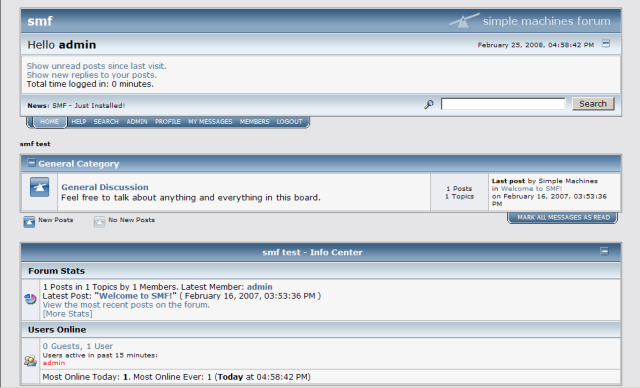 smf
simple machines forum
Hello admin
February 25, 2008, 04:58:42 PM
Show unread posts since last visit.
Show new replies to your posts.
Total time logged in: 0 minutes.
News: SMF - Just Installed!
Search
HOME HELP SEARCH ADMIN PROFILE MY MESSAGES MEMBERS LOGOUT
smf test
General Category
General Discussion
Feel free to talk about anything and everything in this board.
1 Posts
1 Topics
Last post by Simple Machines
in Welcome to SMF!
on February 16, 2007, 03:53:36
PM
New Posts
No New Posts
MARK ALL MESSAGES AS READ
smf test - Info Center
Forum Stats
1 Posts in 1 Topics by 1 Members. Latest Member: admin
Latest Post: "Welcome to SMF!" ( February 16, 2007, 03:53:36 PM )
View the most recent posts on the forum.
[More Stats]
Users Online
0 Guests, 1 User
Users active in past 15 minutes:
admin
Most Online Today: 1. Most Online Ever: 1 (Today at 04:58:42 PM)